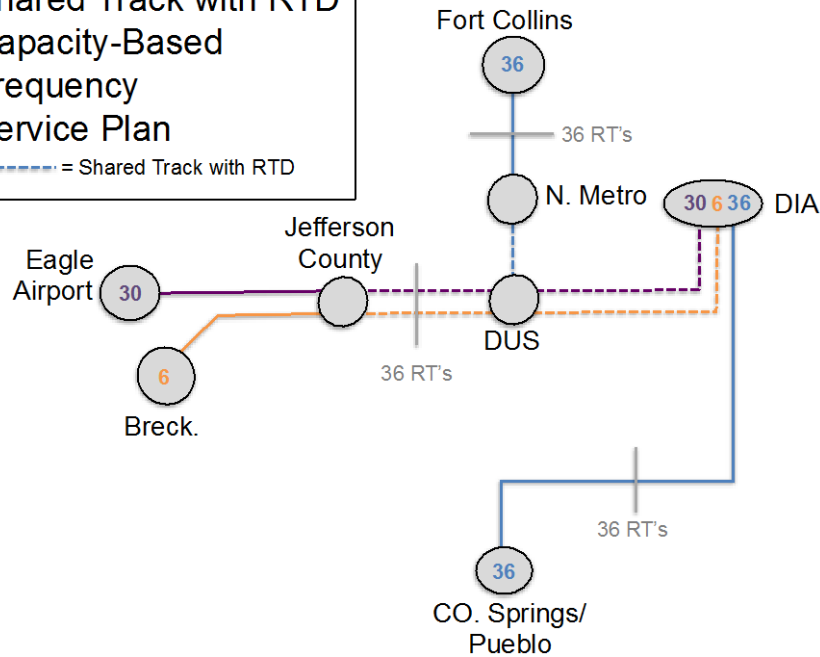 hared Track with RTD
apacity-Based
requency
ervice Plan
= Shared Track with RTD
Fort Collins
36
36 RT's
N. Metro
30 6 36
DIA
Jefferson
County
Eagle
Airport
30
DUS
36 RT's
6
Breck.
36 RT's
36
CO. Springs/
Pueblo